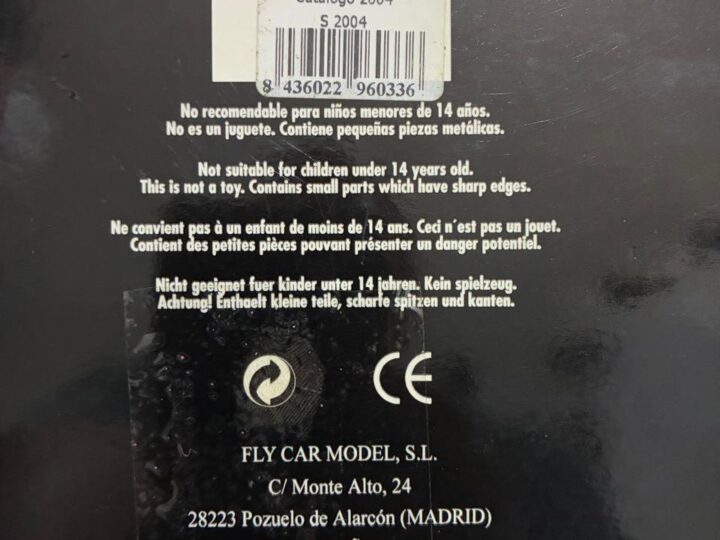 Catálogo 2004
S 2004
8 436022 960336
No recomendable para niños menores de 14 años.
No es un juguete. Contiene pequeñas piezas metálicas.
Not suitable for children under 14 years old.
This is not a toy. Contains small parts which have sharp edges.
Ne convient pas à un enfant de moins de 14 ans. Ceci n´est pas un jouet.
Contient des petites pièces pouvant présenter un danger potentiel.
Nicht geeignet fuer kinder unter 14 jahren. Kein spielzeug.
Achtung! Enthaelt kleine teile, scharfe spitzen und kanten.
CE
FLY CAR MODEL, S.L.
C/ Monte Alto, 24
28223 Pozuelo de Alarcón (MADRID)